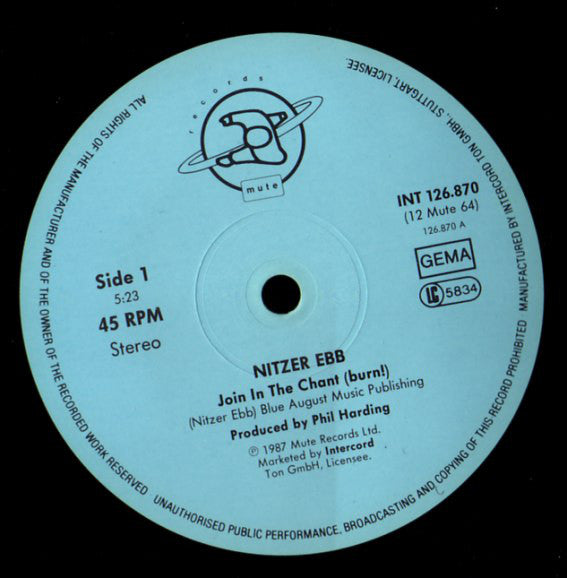 records
mute
INT 126.870
(12 Mute 64)
126.870 A
GEMA
LC 5834
Side 1
5:23
45 RPM
Stereo
NITZER EBB
Join In The Chant (burn!)
(Nitzer Ebb) Blue August Music Publishing
Produced by Phil Harding
℗ 1987 Mute Records Ltd.
Marketed by Intercord
Ton GmbH, Licensee.
ALL RIGHTS OF THE MANUFACTURER AND OF THE OWNER OF THE RECORDED WORK RESERVED UNAUTHORISED PUBLIC PERFORMANCE, BROADCASTING AND COPYING OF THIS RECORD PROHIBITED MANUFACTURED BY INTERCORD TON GMBH, STUTTGART, LICENSEE.